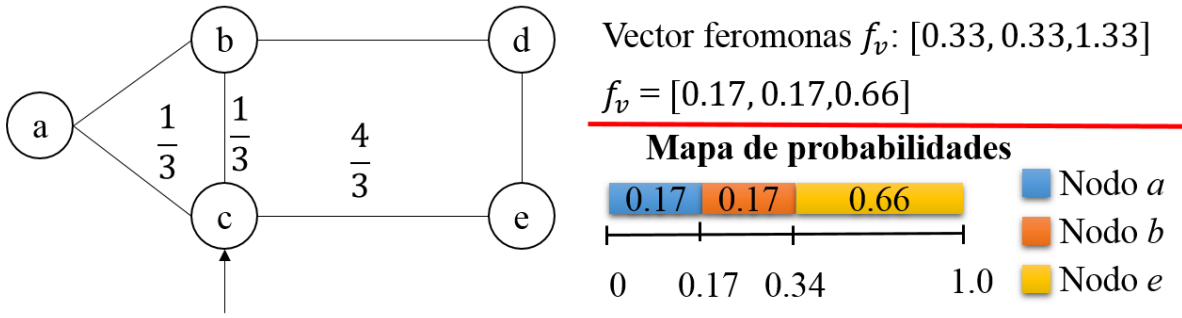 b
d
a
1/3
1/3
4/3
c
e
Vector feromonas f_v: [0.33, 0.33,1.33]
f_v = [0.17, 0.17,0.66]
Mapa de probabilidades
0.17 0.17 0.66
0 0.17 0.34 1.0
Nodo a
Nodo b
Nodo e